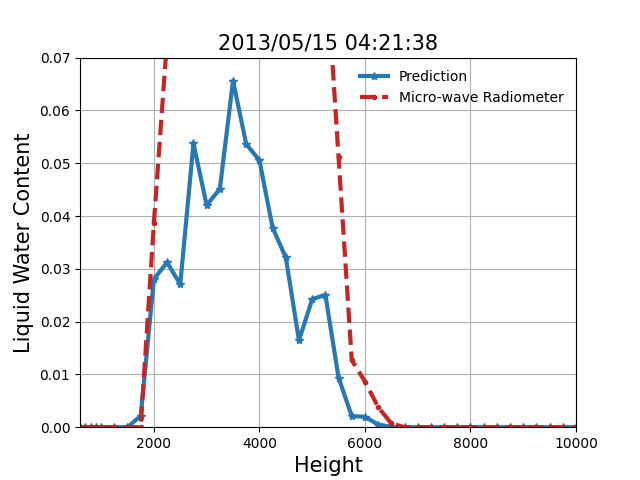 2013/05/15 04:21:38
0.07
0.06
0.05
0.04
0.03
0.02
0.01
0.00
Liquid Water Content
Prediction
Micro-wave Radiometer
2000 4000 6000 8000 10000
Height